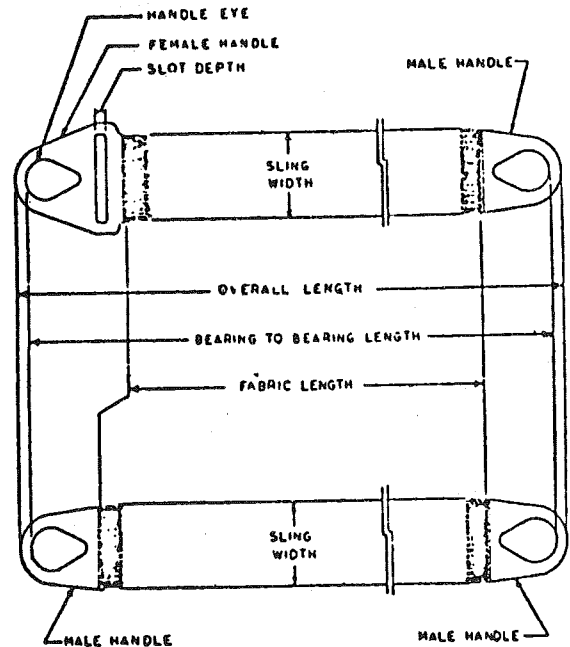 HANDLE EYE
FEMALE HANDLE
SLOT DEPTH
MALE HANDLE
SLING
WIDTH
OVERALL LENGTH
BEARING TO BEARING LENGTH
FABRIC LENGTH
SLING
WIDTH
MALE HANDLE
MALE HANDLE